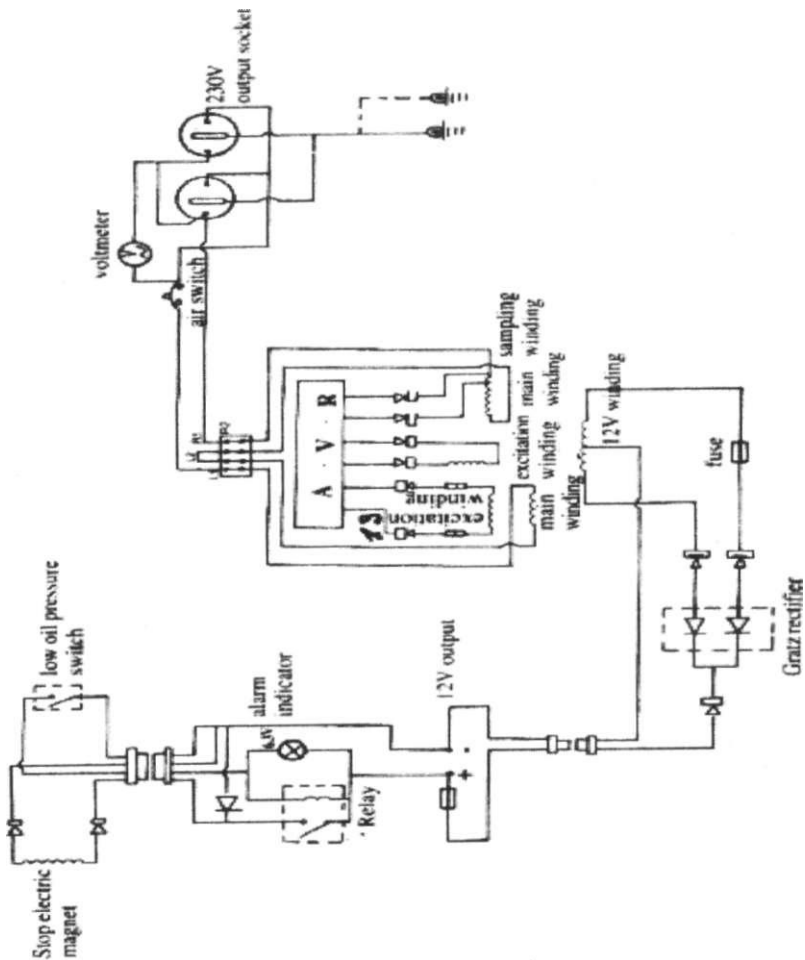 Stop electric
magnet
low oil pressure
switch
alarm
indicator
Relay
12V output
+
-
voltmeter
air switch
230V
output socket
A · V · R
excitation
winding
sampling
main winding
excitation
main winding
winding
12V winding
fuse
Gratz rectifier